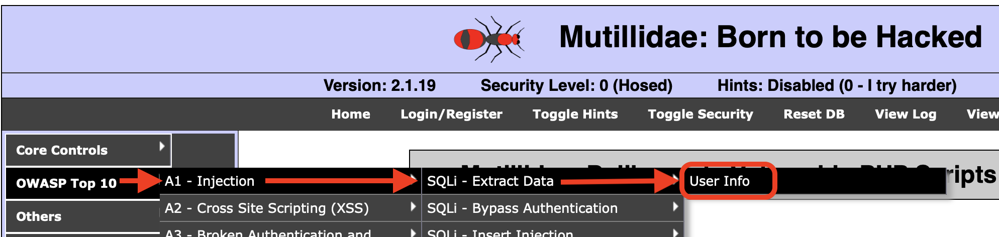 Mutillidae: Born to be Hacked
Version: 2.1.19 Security Level: 0 (Hosed) Hints: Disabled (0 - I try harder)
Home Login/Register Toggle Hints Toggle Security Reset DB View Log View
Core Controls
OWASP Top 10 A1 - Injection SQLi - Extract Data User Info
A2 - Cross Site Scripting (XSS) SQLi - Bypass Authentication
Others
A3 - Broken Authentication and SQLi - Insert Injection